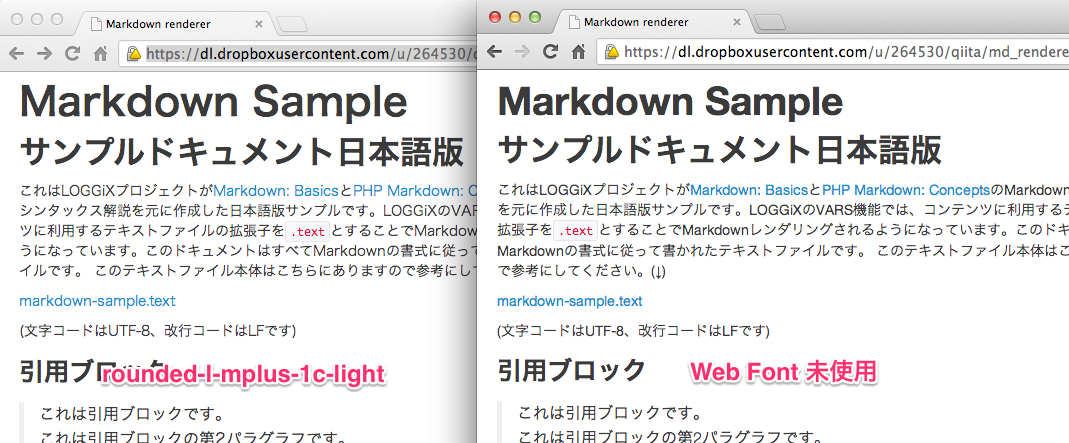 Markdown renderer
https://dl.dropboxusercontent.com/u/264530/
Markdown Sample
サンプルドキュメント日本語版
これはLOGGiXプロジェクトがMarkdown: BasicsとPHP Markdown: C
シンタックス解説を元に作成した日本語版サンプルです。LOGGiXのVAR
ツに利用するテキストファイルの拡張子を.textとすることでMarkdow
うになっています。このドキュメントはすべてMarkdownの書式に従って
イルです。 このテキストファイル本体はこちらにありますので参考にして
markdown-sample.text
(文字コードはUTF-8、改行コードはLFです)
引用ブロック
rounded-l-mplus-1c-light
これは引用ブロックです。
これは引用ブロックの第2パラグラフです。
Markdown renderer
https://dl.dropboxusercontent.com/u/264530/qiita/md_rendere
Markdown Sample
サンプルドキュメント日本語版
これはLOGGiXプロジェクトがMarkdown: BasicsとPHP Markdown: ConceptsのMarkdown
を元に作成した日本語版サンプルです。LOGGiXのVARS機能では、コンテンツに利用するテ
拡張子を.textとすることでMarkdownレンダリングされるようになっています。このドキ
Markdownの書式に従って書かれたテキストファイルです。 このテキストファイル本体はこ
で参考にしてください。(↓)
markdown-sample.text
(文字コードはUTF-8、改行コードはLFです)
引用ブロック
Web Font 未使用
これは引用ブロックです。
これは引用ブロックの第2パラグラフです。